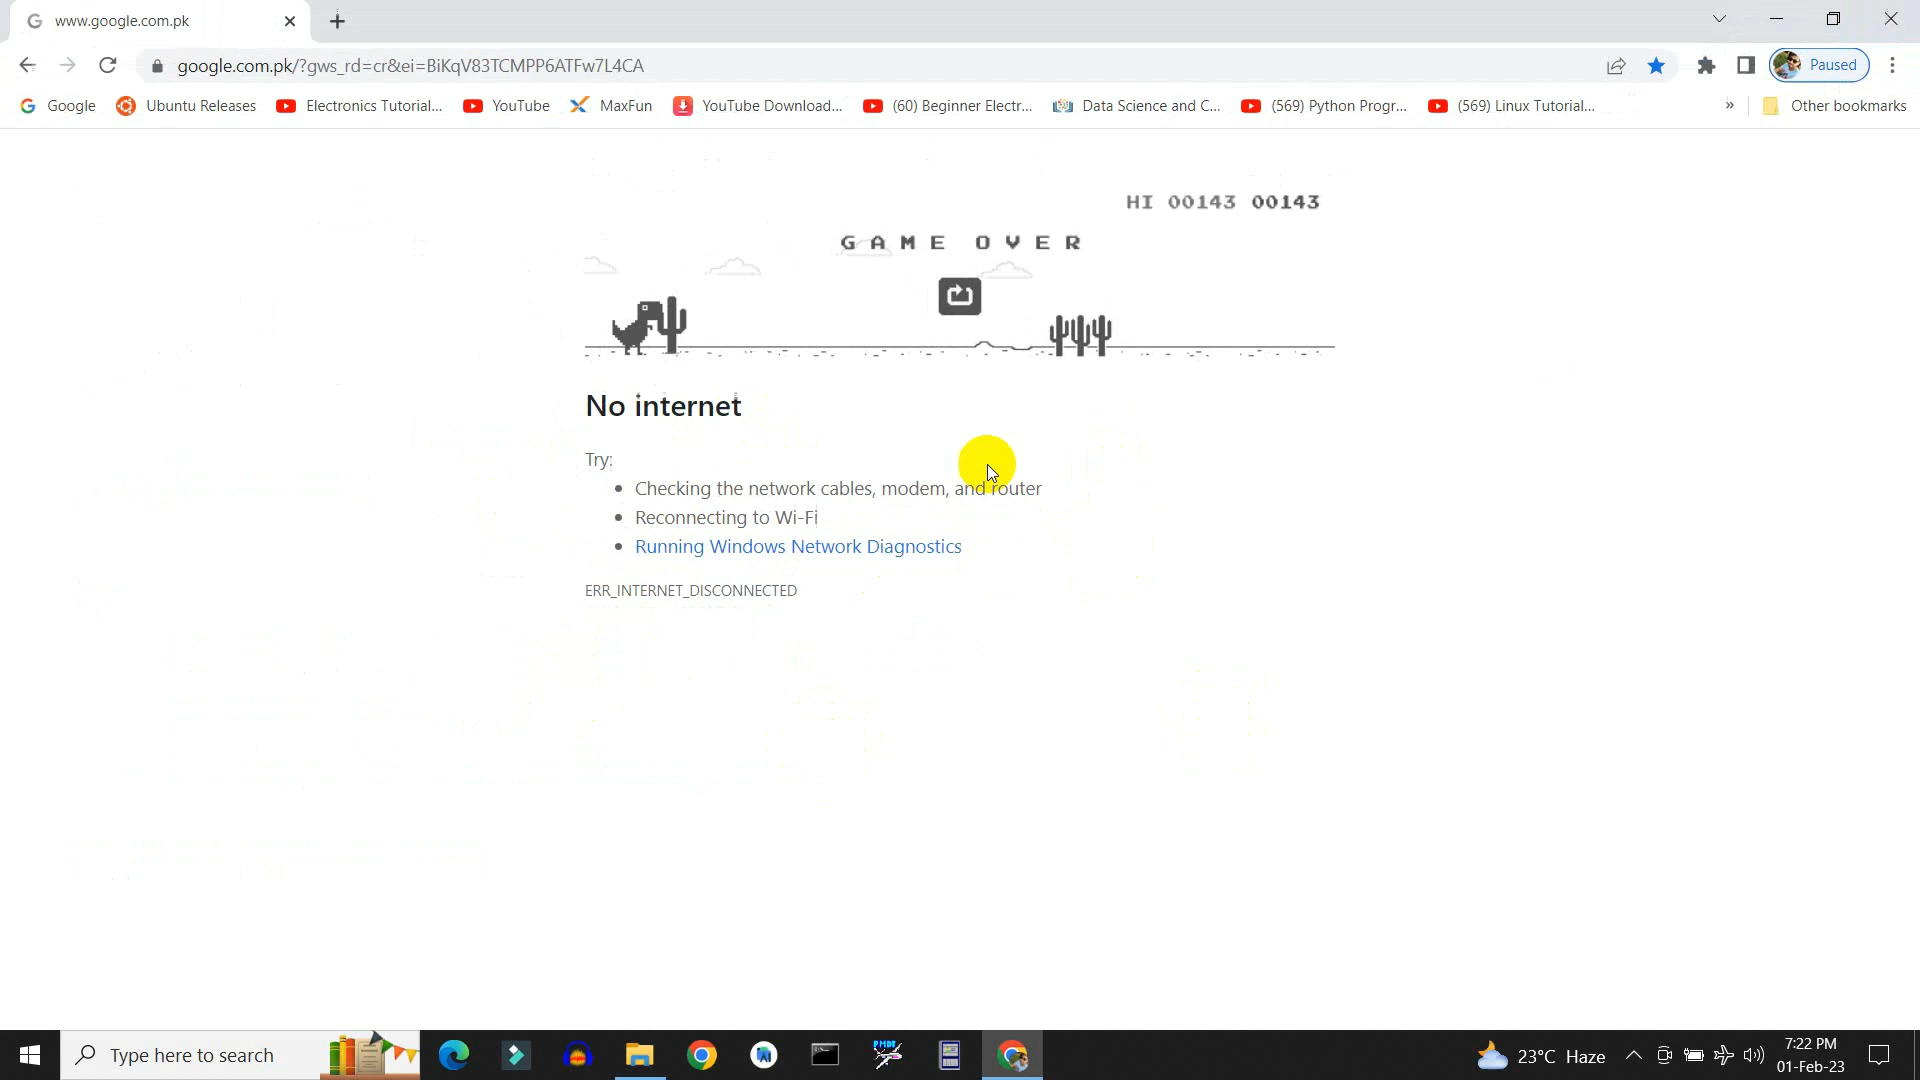 www.google.com.pk
google.com.pk/?gws_rd=cr&ei=BiKqV83TCMPP6ATFw7L4CA
Paused
Google Ubuntu Releases Electronics Tutorial... YouTube MaxFun YouTube Download... (60) Beginner Electr... Data Science and C... (569) Python Progr... (569) Linux Tutorial... » Other bookmarks
HI 00143 00143
GAME OVER
No internet
Try:
• Checking the network cables, modem, and router
• Reconnecting to Wi-Fi
• Running Windows Network Diagnostics
ERR_INTERNET_DISCONNECTED
Type here to search
PMDE
23°C Haze
7:22 PM
01-Feb-23